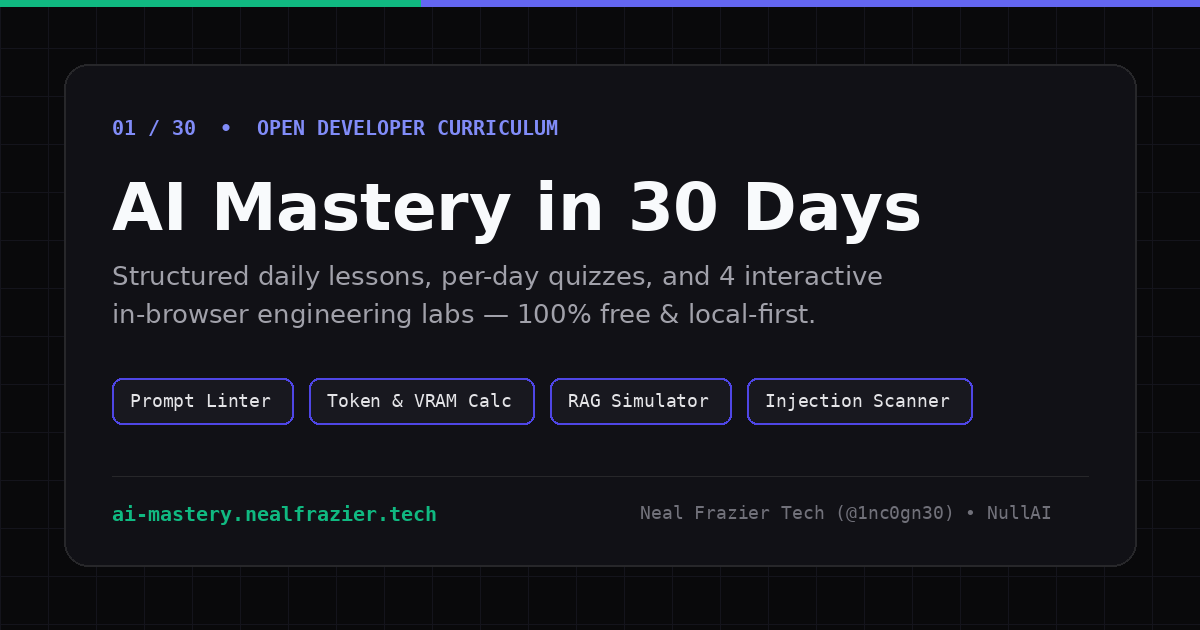 01 / 30 • OPEN DEVELOPER CURRICULUM
AI Mastery in 30 Days
Structured daily lessons, per-day quizzes, and 4 interactive
in-browser engineering labs — 100% free & local-first.
Prompt Linter
Token & VRAM Calc
RAG Simulator
Injection Scanner
ai-mastery.nealfrazier.tech
Neal Frazier Tech (@1nc0gn30) • NullAI